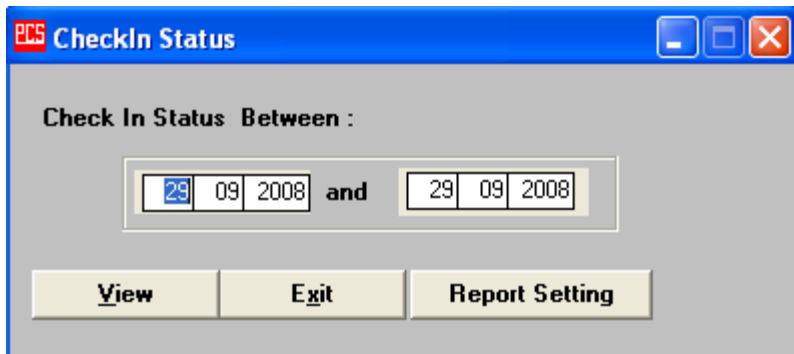 PCS CheckIn Status
Check In Status Between :
29 09 2008 and 29 09 2008
View Exit Report Setting